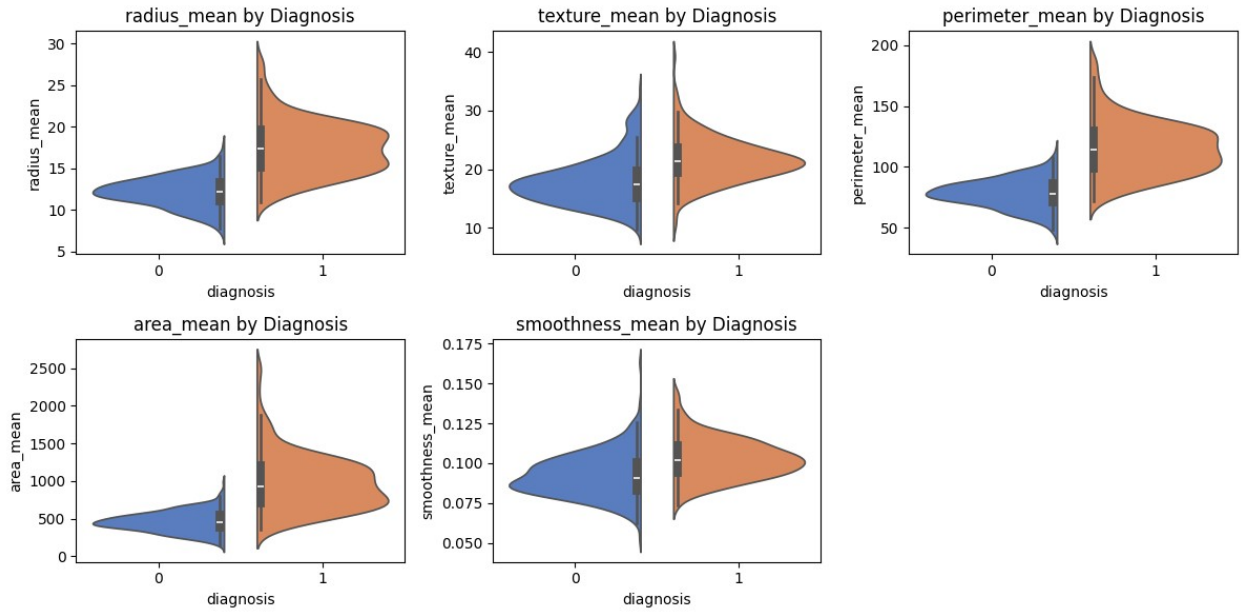 radius_mean by Diagnosis
30
25
20
15
10
5
radius_mean
0 1
diagnosis
texture_mean by Diagnosis
40
30
20
10
texture_mean
0 1
diagnosis
perimeter_mean by Diagnosis
200
150
100
50
perimeter_mean
0 1
diagnosis
area_mean by Diagnosis
2500
2000
1500
1000
500
0
area_mean
0 1
diagnosis
smoothness_mean by Diagnosis
0.175
0.150
0.125
0.100
0.075
0.050
smoothness_mean
0 1
diagnosis